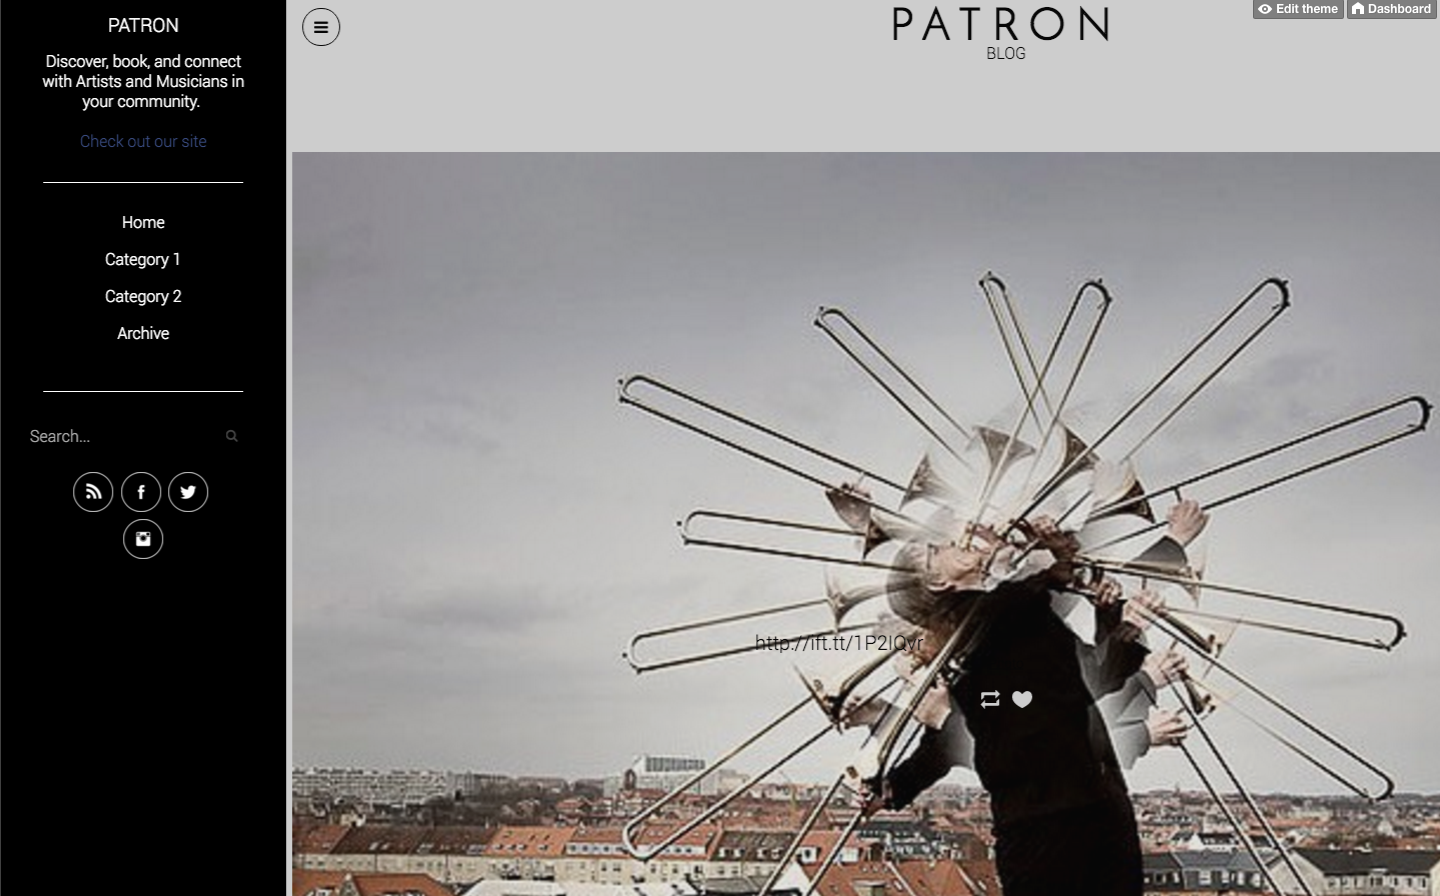 PATRON
Discover, book, and connect
with Artists and Musicians in
your community.
Check out our site
Home
Category 1
Category 2
Archive
Search...
PATRON
BLOG
Edit theme
Dashboard
http://ift.tt/1P2IQyr